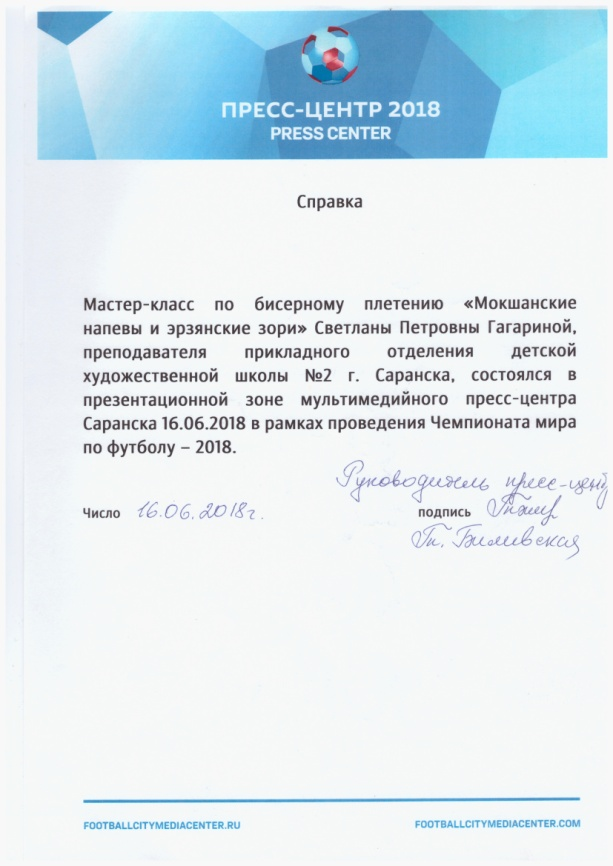 ПРЕСС-ЦЕНТР 2018
PRESS CENTER
Справка
Мастер-класс по бисерному плетению «Мокшанские
напевы и эрзянские зори» Светланы Петровны Гагариной,
преподавателя прикладного отделения детской
художественной школы №2 г. Саранска, состоялся в
презентационной зоне мультимедийного пресс-центра
Саранска 16.06.2018 в рамках проведения Чемпионата мира
по футболу – 2018.
Руководитель пресс-центр
Число 16.06.2018г. подпись
FOOTBALLCITYMEDIACENTER.RU
FOOTBALLCITYMEDIACENTER.COM